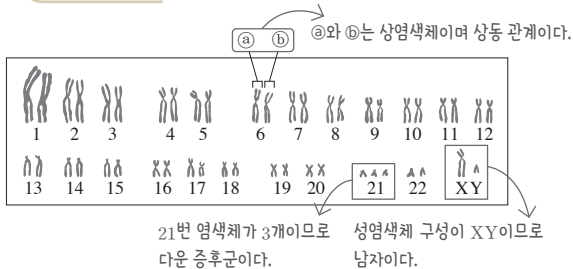 ⓐ와 ⓑ는 상염색체이며 상동 관계이다.
ⓐ ⓑ
1 2 3 4 5 6 7 8 9 10 11 12
13 14 15 16 17 18 19 20 21 22 XY
21번 염색체가 3개이므로
다운 증후군이다.
성염색체 구성이 XY이므로
남자이다.